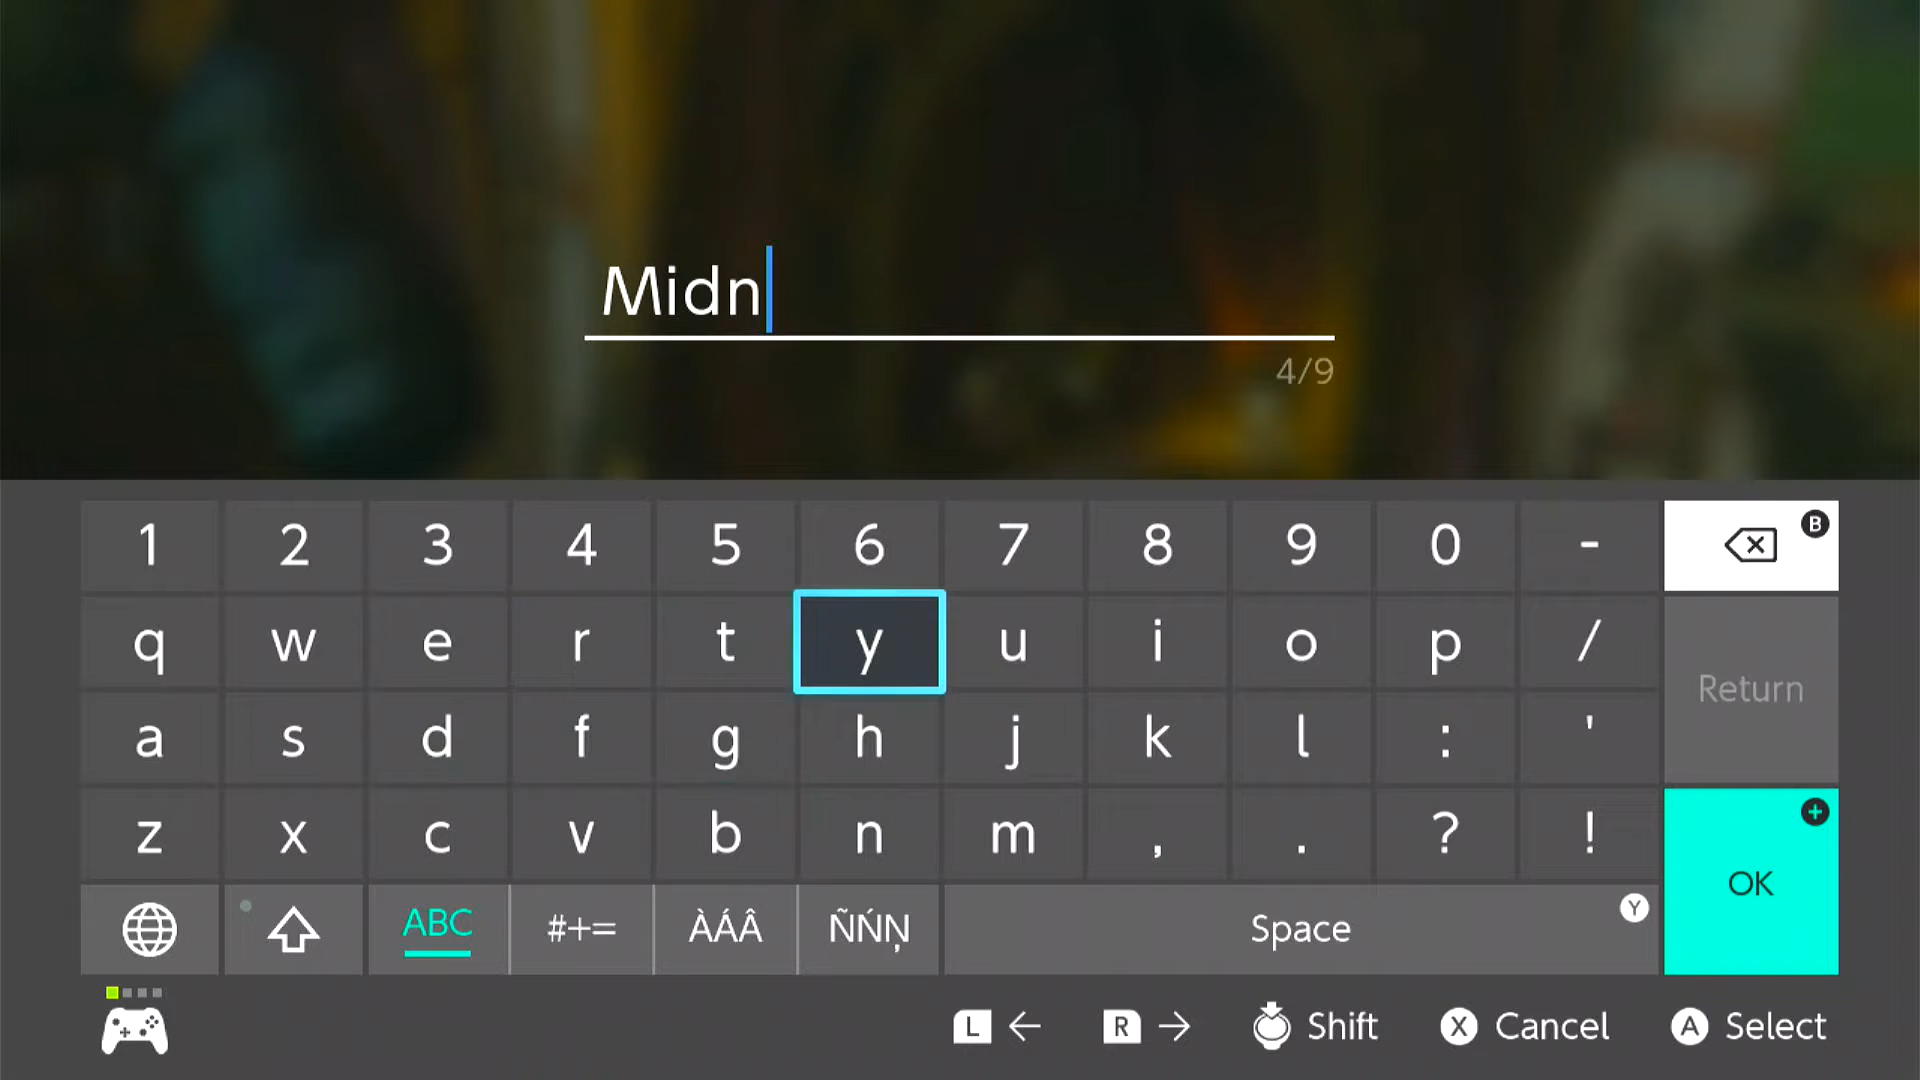 Midn
4/9
1 2 3 4 5 6 7 8 9 0 - B
q w e r t y u i o p / Return
a s d f g h j k l : '
z x c v b n m , . ? ! + OK
ABC #+= ÀÁÂ ÑŃŅ Space Y
L ← R → Shift X Cancel A Select